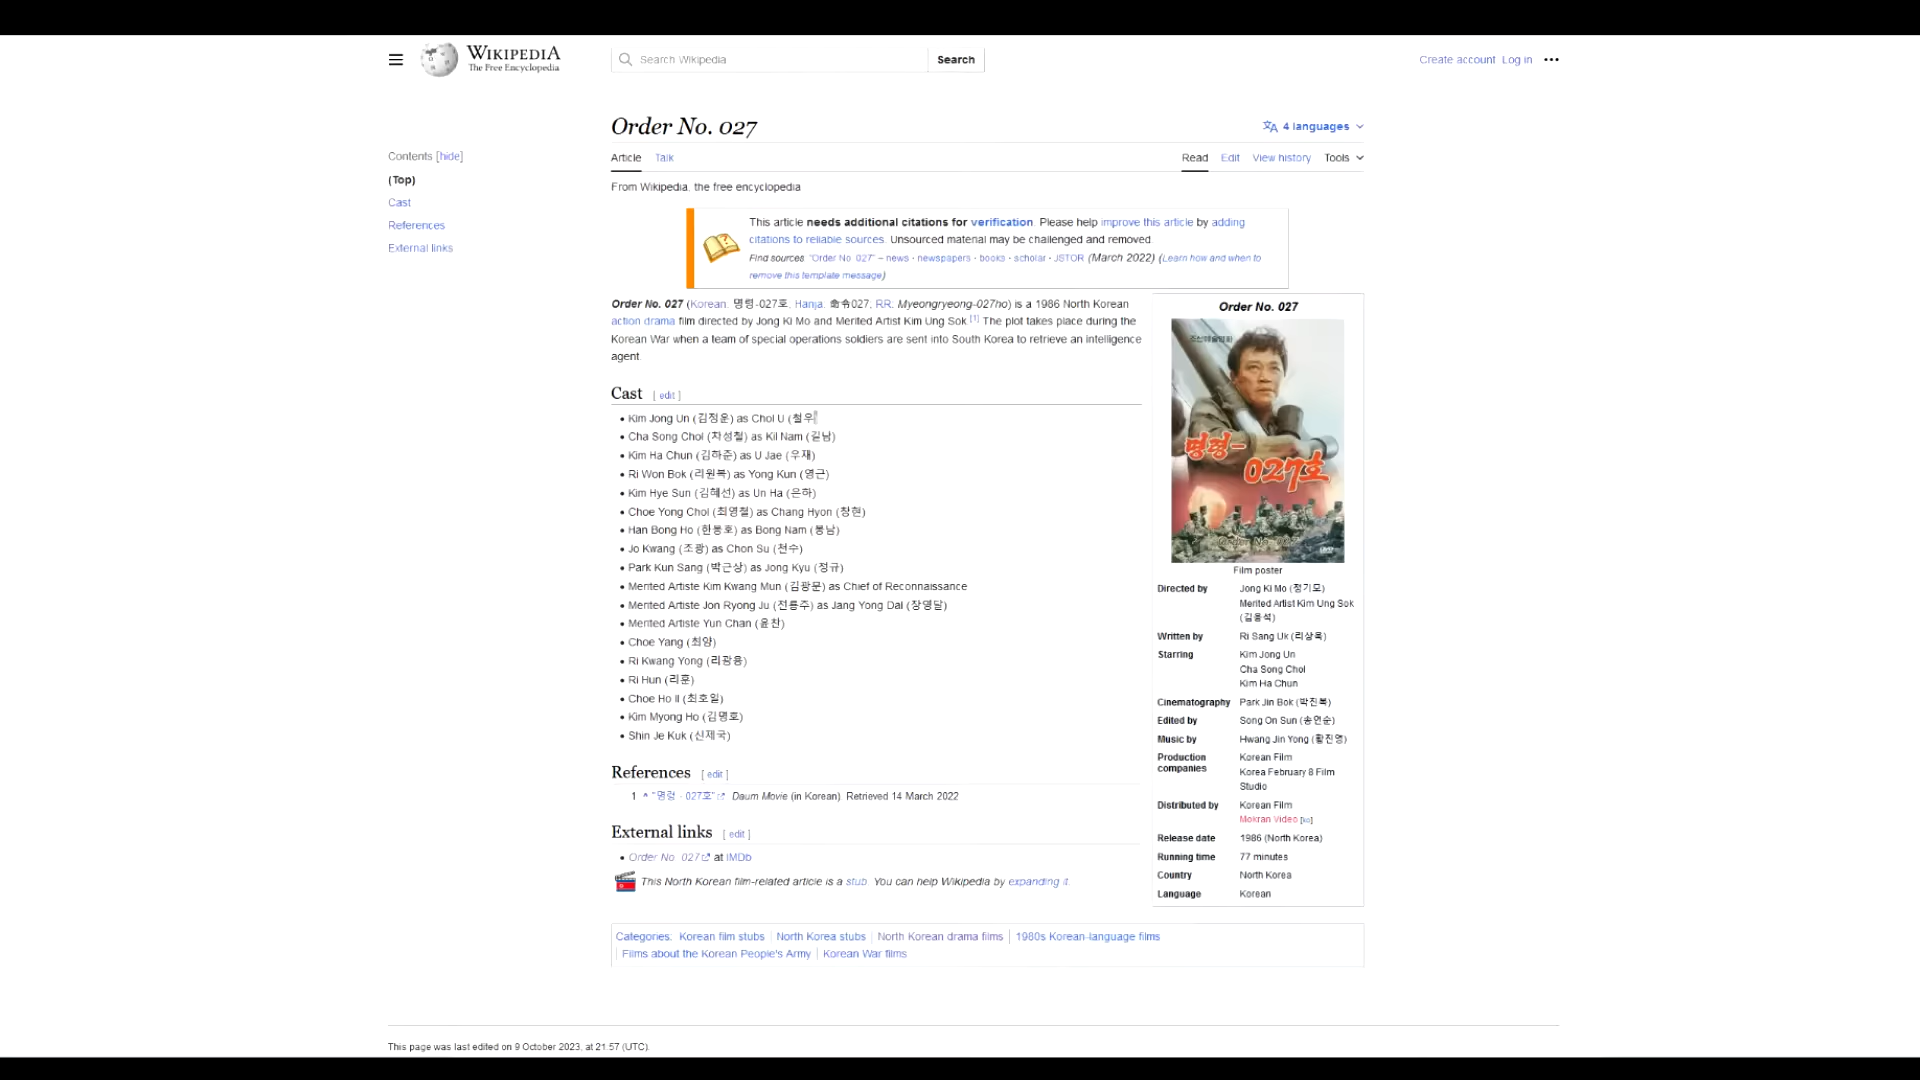 WIKIPEDIA
The Free Encyclopedia
Search Wikipedia
Search
Create account Log in
Order No. 027
4 languages
Contents [hide]
(Top)
Cast
References
External links
Article Talk
Read Edit View history Tools
From Wikipedia, the free encyclopedia
This article needs additional citations for verification. Please help improve this article by adding
citations to reliable sources. Unsourced material may be challenged and removed.
Find sources: "Order No. 027" – news · newspapers · books · scholar · JSTOR (March 2022) (Learn how and when to
remove this template message)
Order No. 027 (Korean: 명령-027호, Hanja: 命令027, RR: Myeongryeong-027ho) is a 1986 North Korean
action drama film directed by Jong Ki Mo and Merited Artist Kim Ung Sok.[1] The plot takes place during the
Korean War when a team of special operations soldiers are sent into South Korea to retrieve an intelligence
agent.
Cast [ edit ]
• Kim Jong Un (김정운) as Chol U (철우)
• Cha Song Chol (차성철) as Kil Nam (길남)
• Kim Ha Chun (김하준) as U Jae (우재)
• Ri Won Bok (리원복) as Yong Kun (영근)
• Kim Hye Sun (김혜선) as Un Ha (은하)
• Choe Yong Chol (최영철) as Chang Hyon (창현)
• Han Bong Ho (한봉호) as Bong Nam (봉남)
• Jo Kwang (조광) as Chon Su (천수)
• Park Kun Sang (박근상) as Jong Kyu (정규)
• Merited Artiste Kim Kwang Mun (김광문) as Chief of Reconnaissance
• Merited Artiste Jon Ryong Ju (전룡주) as Jang Yong Dal (장영달)
• Merited Artiste Yun Chan (윤찬)
• Choe Yang (최양)
• Ri Kwang Yong (리광용)
• Ri Hun (리훈)
• Choe Ho Il (최호일)
• Kim Myong Ho (김명호)
• Shin Je Kuk (신제국)
References [ edit ]
1. ^ "명령 - 027호" Daum Movie (in Korean). Retrieved 14 March 2022
External links [ edit ]
• Order No. 027 at IMDb
This North Korean film-related article is a stub. You can help Wikipedia by expanding it.
Order No. 027
조선예술영화
명령-
027호
Order No. 027
DVD
Film poster
Directed by Jong Ki Mo (정기모)
Merited Artist Kim Ung Sok
(김응석)
Written by Ri Sang Uk (리상욱)
Starring Kim Jong Un
Cha Song Chol
Kim Ha Chun
Cinematography Park Jin Bok (박진복)
Edited by Song On Sun (송언순)
Music by Hwang Jin Yong (황진영)
Production
companies
Korean Film
Korea February 8 Film
Studio
Distributed by Korean Film
Mokran Video [ko]
Release date 1986 (North Korea)
Running time 77 minutes
Country North Korea
Language Korean
Categories: Korean film stubs | North Korea stubs | North Korean drama films | 1980s Korean-language films
| Films about the Korean People's Army | Korean War films
This page was last edited on 9 October 2023, at 21:57 (UTC).